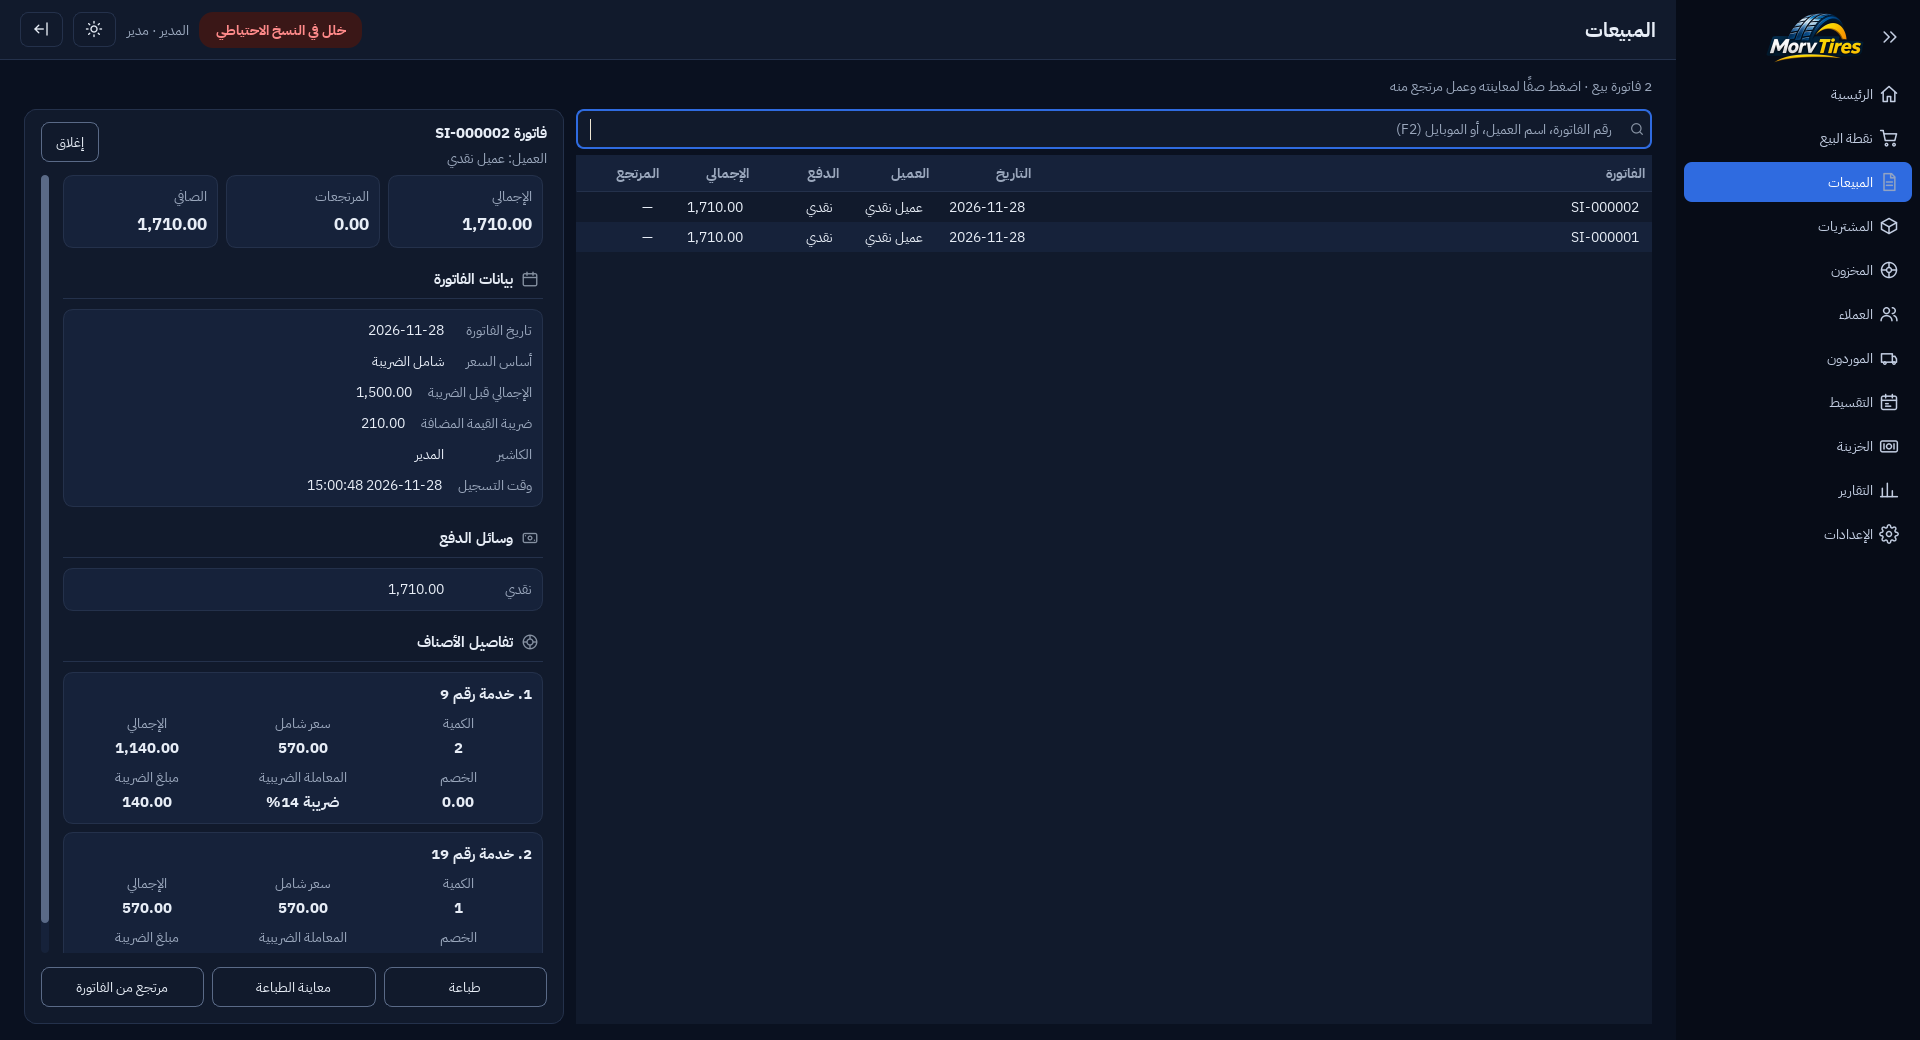 MorvTires
الرئيسية
نقطة البيع
المبيعات
المشتريات
المخزون
العملاء
الموردون
التقسيط
الخزينة
التقارير
الإعدادات
المبيعات
خلل في النسخ الاحتياطي
المدير · مدير
2 فاتورة بيع · اضغط صفًا لمعاينته وعمل مرتجع منه
رقم الفاتورة، اسم العميل، أو الموبايل (F2)
الفاتورة التاريخ العميل الدفع الإجمالي المرتجع
SI-000002 2026-11-28 عميل نقدي نقدي 1,710.00 —
SI-000001 2026-11-28 عميل نقدي نقدي 1,710.00 —
فاتورة SI-000002
إغلاق
العميل: عميل نقدي
الإجمالي المرتجعات الصافي
1,710.00 0.00 1,710.00
بيانات الفاتورة
تاريخ الفاتورة 2026-11-28
أساس السعر شامل الضريبة
الإجمالي قبل الضريبة 1,500.00
ضريبة القيمة المضافة 210.00
الكاشير المدير
وقت التسجيل 2026-11-28 15:00:48
وسائل الدفع
نقدي 1,710.00
تفاصيل الأصناف
1. خدمة رقم 9
الكمية سعر شامل الإجمالي
2 570.00 1,140.00
الخصم المعاملة الضريبية مبلغ الضريبة
0.00 ضريبة 14% 140.00
2. خدمة رقم 19
الكمية سعر شامل الإجمالي
1 570.00 570.00
الخصم المعاملة الضريبية مبلغ الضريبة
طباعة
معاينة الطباعة
مرتجع من الفاتورة